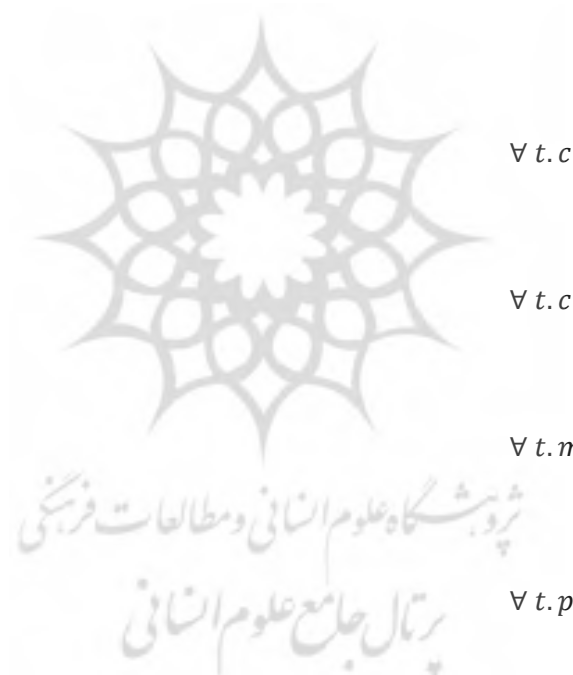 ∀ t.c
∀ t.c
∀ t.m
پژوهشگاه علوم انسانی و مطالعات فرهنگی
∀ t.p
پرتال جامع علوم انسانی